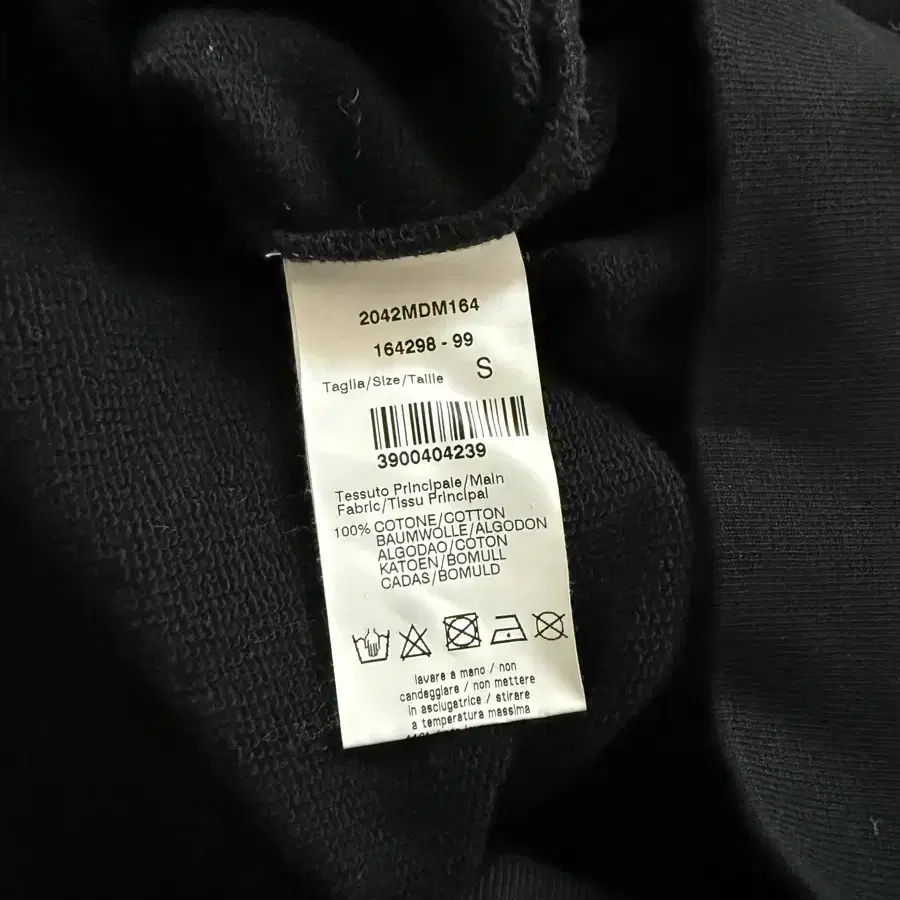 2042MDM164
164298 - 99
Taglia/Size/Taille S
3900404239
Tessuto Principale/Main
Fabric/Tissu Principal
100% COTONE/COTTON
BAUMWOLLE/ALGODON
ALGODAO/COTON
KATOEN/BOMULL
CADAS/BOMULD
lavare a mano / non
candeggiare / non mettere
in asciugatrice / stirare
a temperatura massima